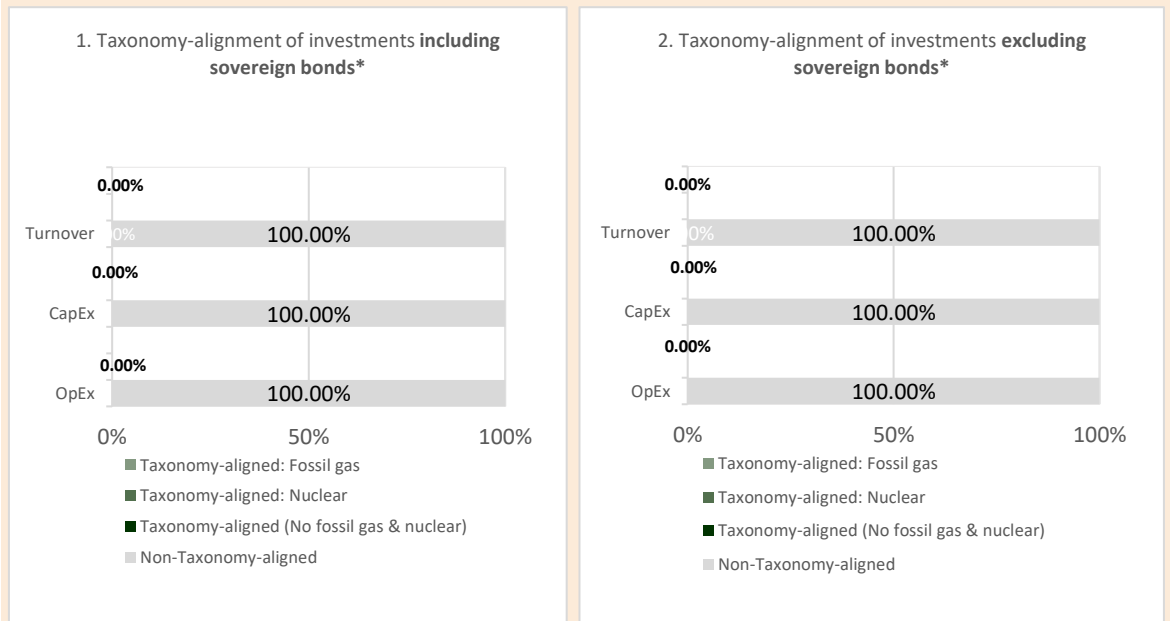 1. Taxonomy-alignment of investments including
sovereign bonds*
0.00%
Turnover 0% 100.00%
0.00%
CapEx 100.00%
0.00%
OpEx 100.00%
0% 50% 100%
Taxonomy-aligned: Fossil gas
Taxonomy-aligned: Nuclear
Taxonomy-aligned (No fossil gas & nuclear)
Non-Taxonomy-aligned
2. Taxonomy-alignment of investments excluding
sovereign bonds*
0.00%
Turnover 0% 100.00%
0.00%
CapEx 100.00%
0.00%
OpEx 100.00%
0% 50% 100%
Taxonomy-aligned: Fossil gas
Taxonomy-aligned: Nuclear
Taxonomy-aligned (No fossil gas & nuclear)
Non-Taxonomy-aligned